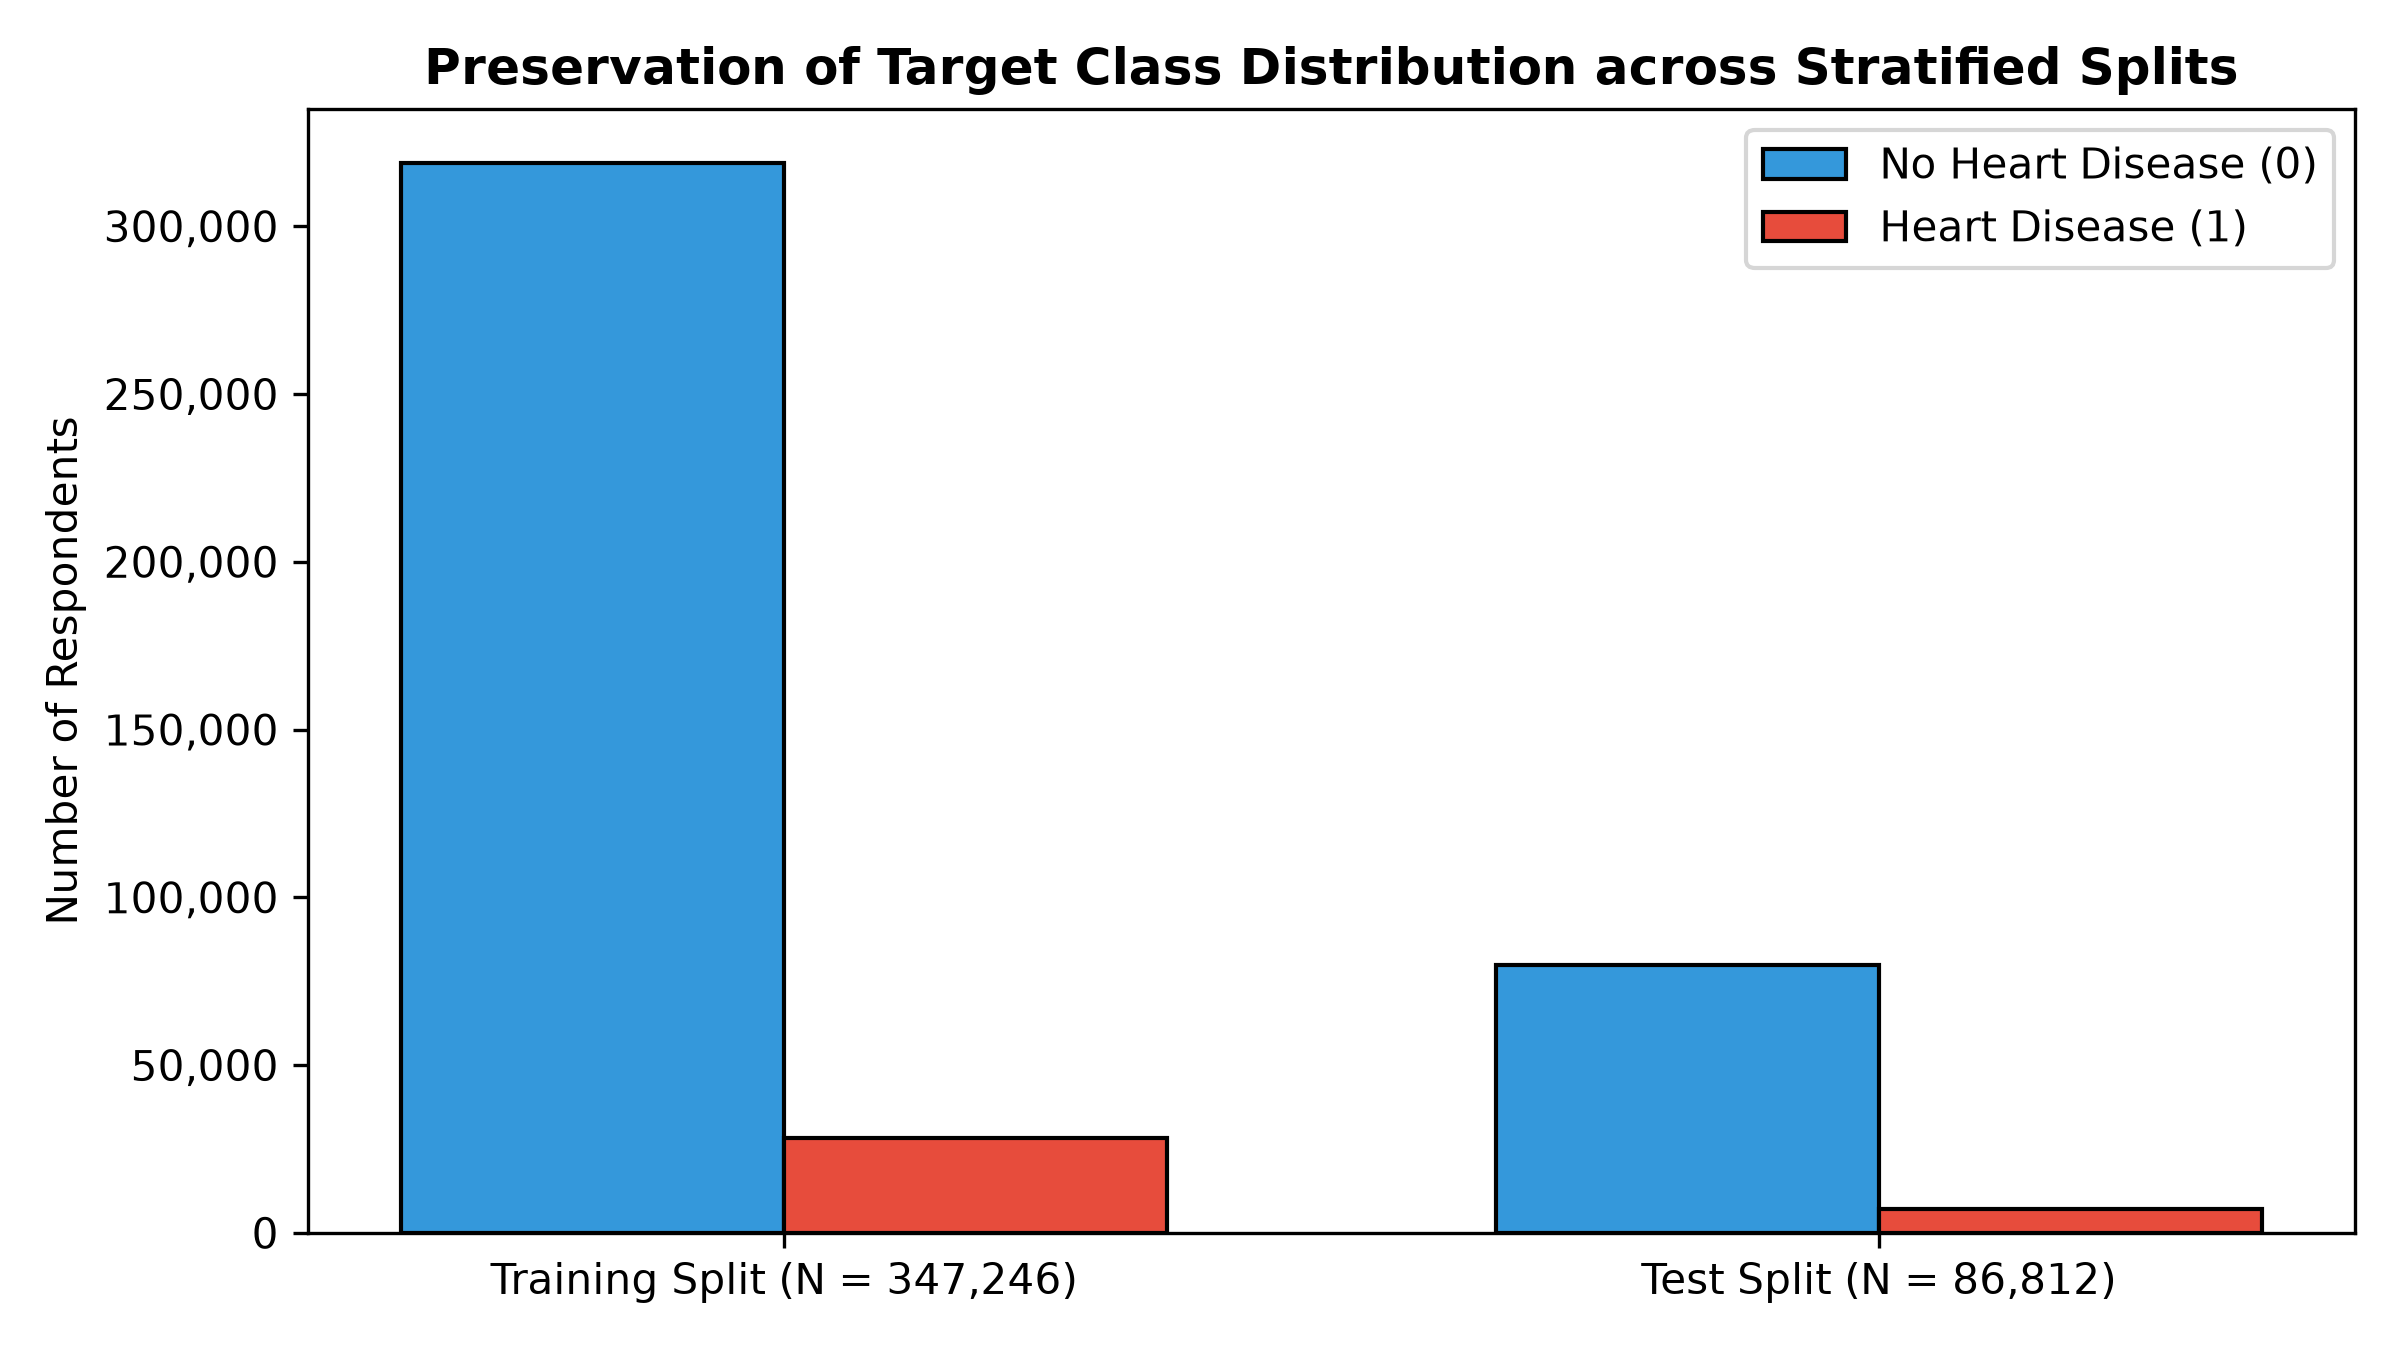 Preservation of Target Class Distribution across Stratified Splits
No Heart Disease (0)
Heart Disease (1)
Number of Respondents
300,000
250,000
200,000
150,000
100,000
50,000
0
Training Split (N = 347,246)
Test Split (N = 86,812)